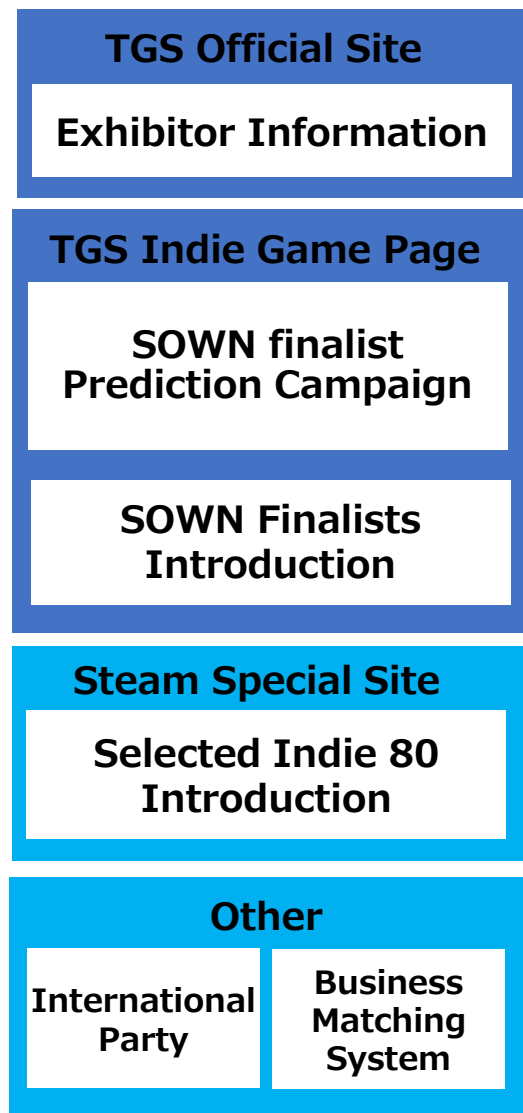 TGS Official Site
Exhibitor Information
TGS Indie Game Page
SOWN finalist
Prediction Campaign
SOWN Finalists
Introduction
Steam Special Site
Selected Indie 80
Introduction
Other
International
Party
Business
Matching
System